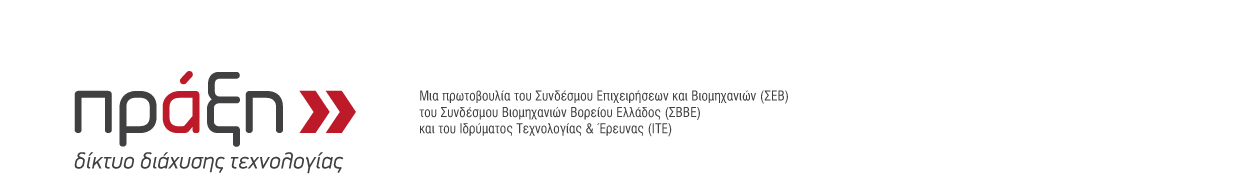 πράξη
δίκτυο διάχυσης τεχνολογίας
Μια πρωτοβουλία του Συνδέσμου Επιχειρήσεων και Βιομηχανιών (ΣΕΒ)
του Συνδέσμου Βιομηχανιών Βορείου Ελλάδος (ΣΒΒΕ)
και του Ιδρύματος Τεχνολογίας & Έρευνας (ΙΤΕ)